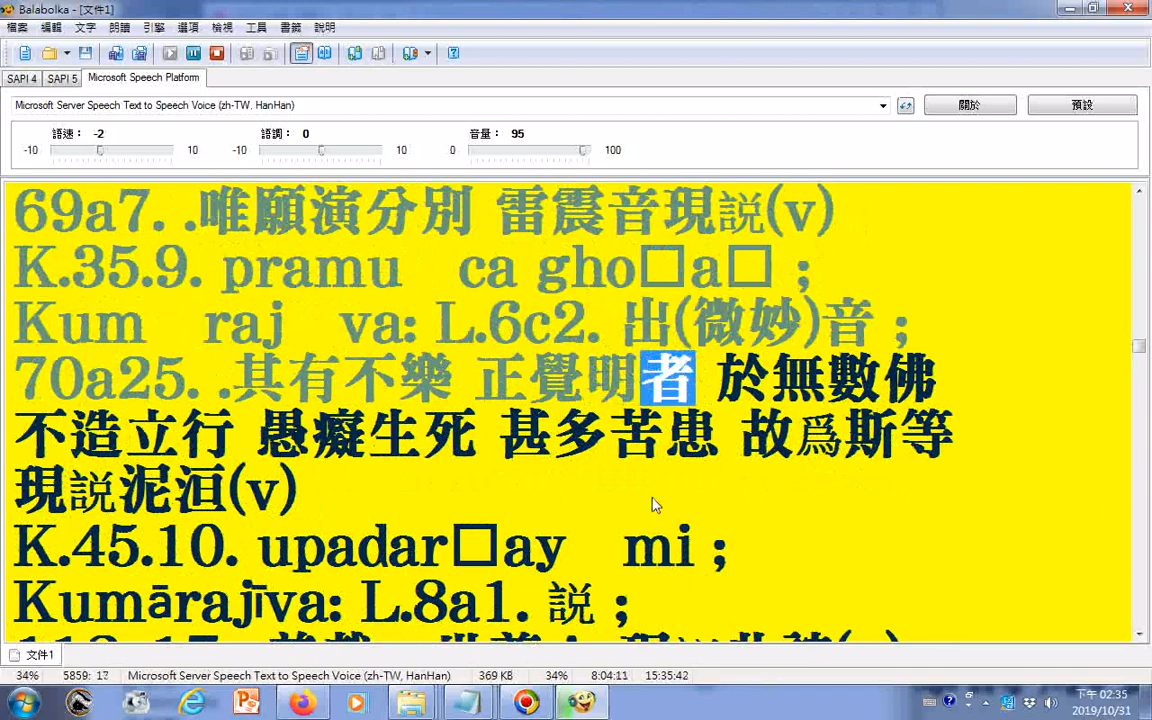 Balabolka - [文件1]
檔案 編輯 文字 朗讀 引擎 選項 檢視 工具 書籤 說明
SAPI 4 SAPI 5 Microsoft Speech Platform
Microsoft Server Speech Text to Speech Voice (zh-TW, HanHan) 關於 預設
語速： -2 語調： 0 音量： 95
-10 10 -10 10 0 100
69a7. .唯願演分別 雷震音現説(v)
K.35.9. pramu ca gho□a□ ;
Kum raj va: L.6c2. 出(微妙)音 ;
70a25. .其有不樂 正覺明者 於無數佛
不造立行 愚癡生死 甚多苦患 故爲斯等
現説泥洹(v)
K.45.10. upadar□ay mi ;
Kumārajīva: L.8a1. 説 ;
文件1
34% 5859: 17 Microsoft Server Speech Text to Speech Voice (zh-TW, HanHan) 369 KB 34% 8:04:11 15:35:42
下午 02:35
2019/10/31